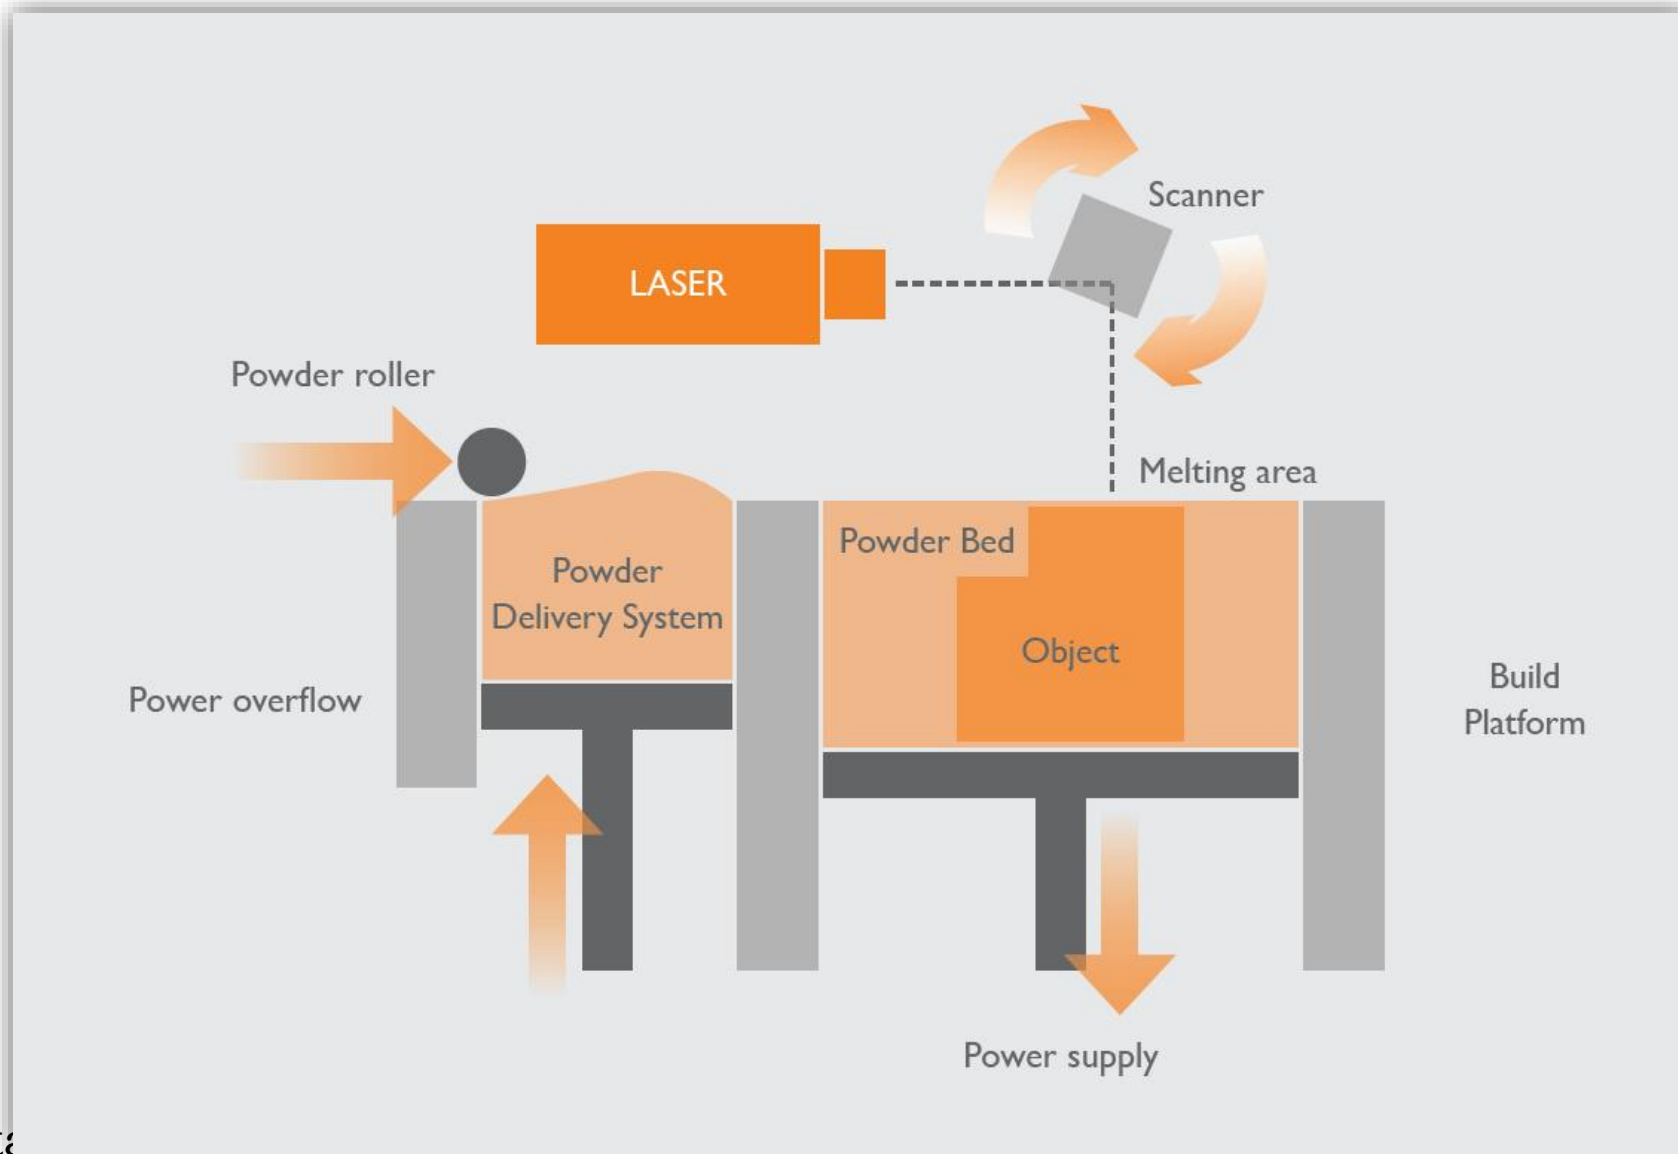 Scanner
LASER
Powder roller
Melting area
Powder Bed
Powder
Delivery System
Object
Power overflow
Build
Platform
Power supply